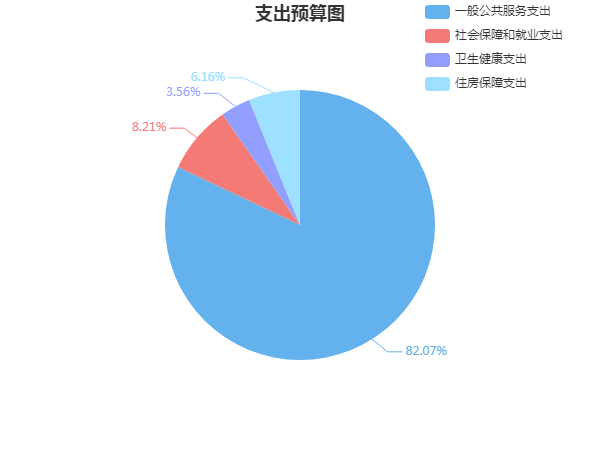 支出预算图
一般公共服务支出
社会保障和就业支出
卫生健康支出
住房保障支出
6.16%
3.56%
8.21%
82.07%